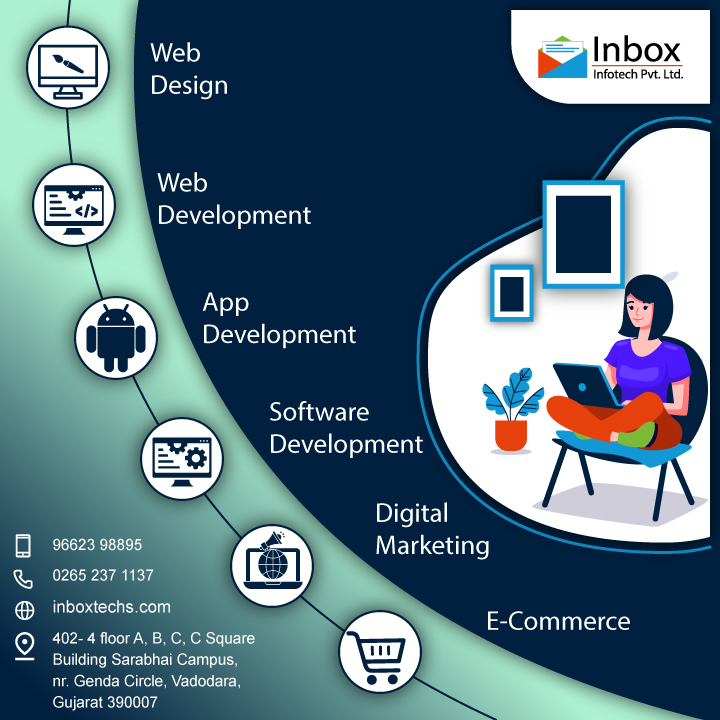 Inbox
Infotech Pvt. Ltd.
Web
Design
Web
Development
</>
App
Development
Software
Development
Digital
Marketing
E-Commerce
96623 98895
0265 237 1137
inboxtechs.com
402- 4 floor A, B, C, C Square
Building Sarabhai Campus,
nr. Genda Circle, Vadodara,
Gujarat 390007